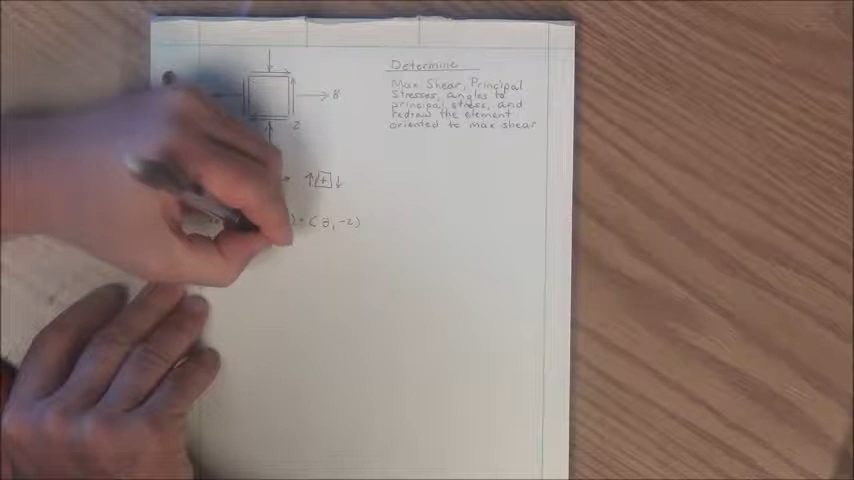 Determine
Max Shear, Principal
Stresses, angles to
principal stress, and
redraw the element
oriented to max shear
8
2
+
) = (8, -2)